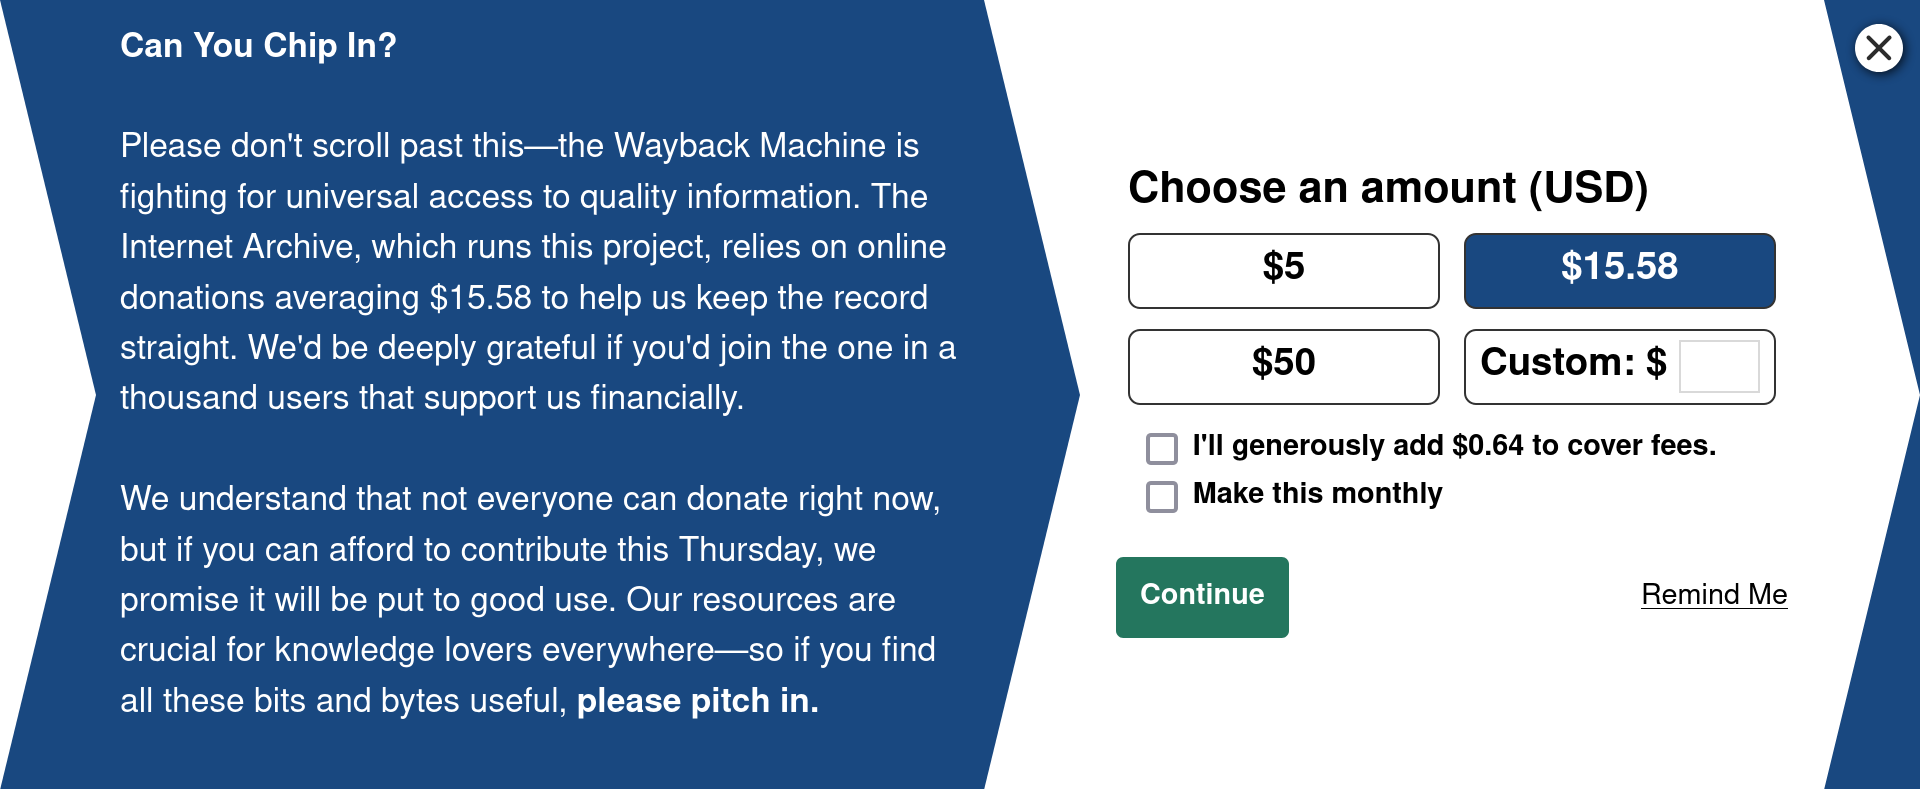 Can You Chip In?
Please don't scroll past this—the Wayback Machine is
fighting for universal access to quality information. The
Internet Archive, which runs this project, relies on online
donations averaging $15.58 to help us keep the record
straight. We'd be deeply grateful if you'd join the one in a
thousand users that support us financially.
We understand that not everyone can donate right now,
but if you can afford to contribute this Thursday, we
promise it will be put to good use. Our resources are
crucial for knowledge lovers everywhere—so if you find
all these bits and bytes useful, please pitch in.
Choose an amount (USD)
$5
$15.58
$50
Custom: $
I'll generously add $0.64 to cover fees.
Make this monthly
Continue
Remind Me